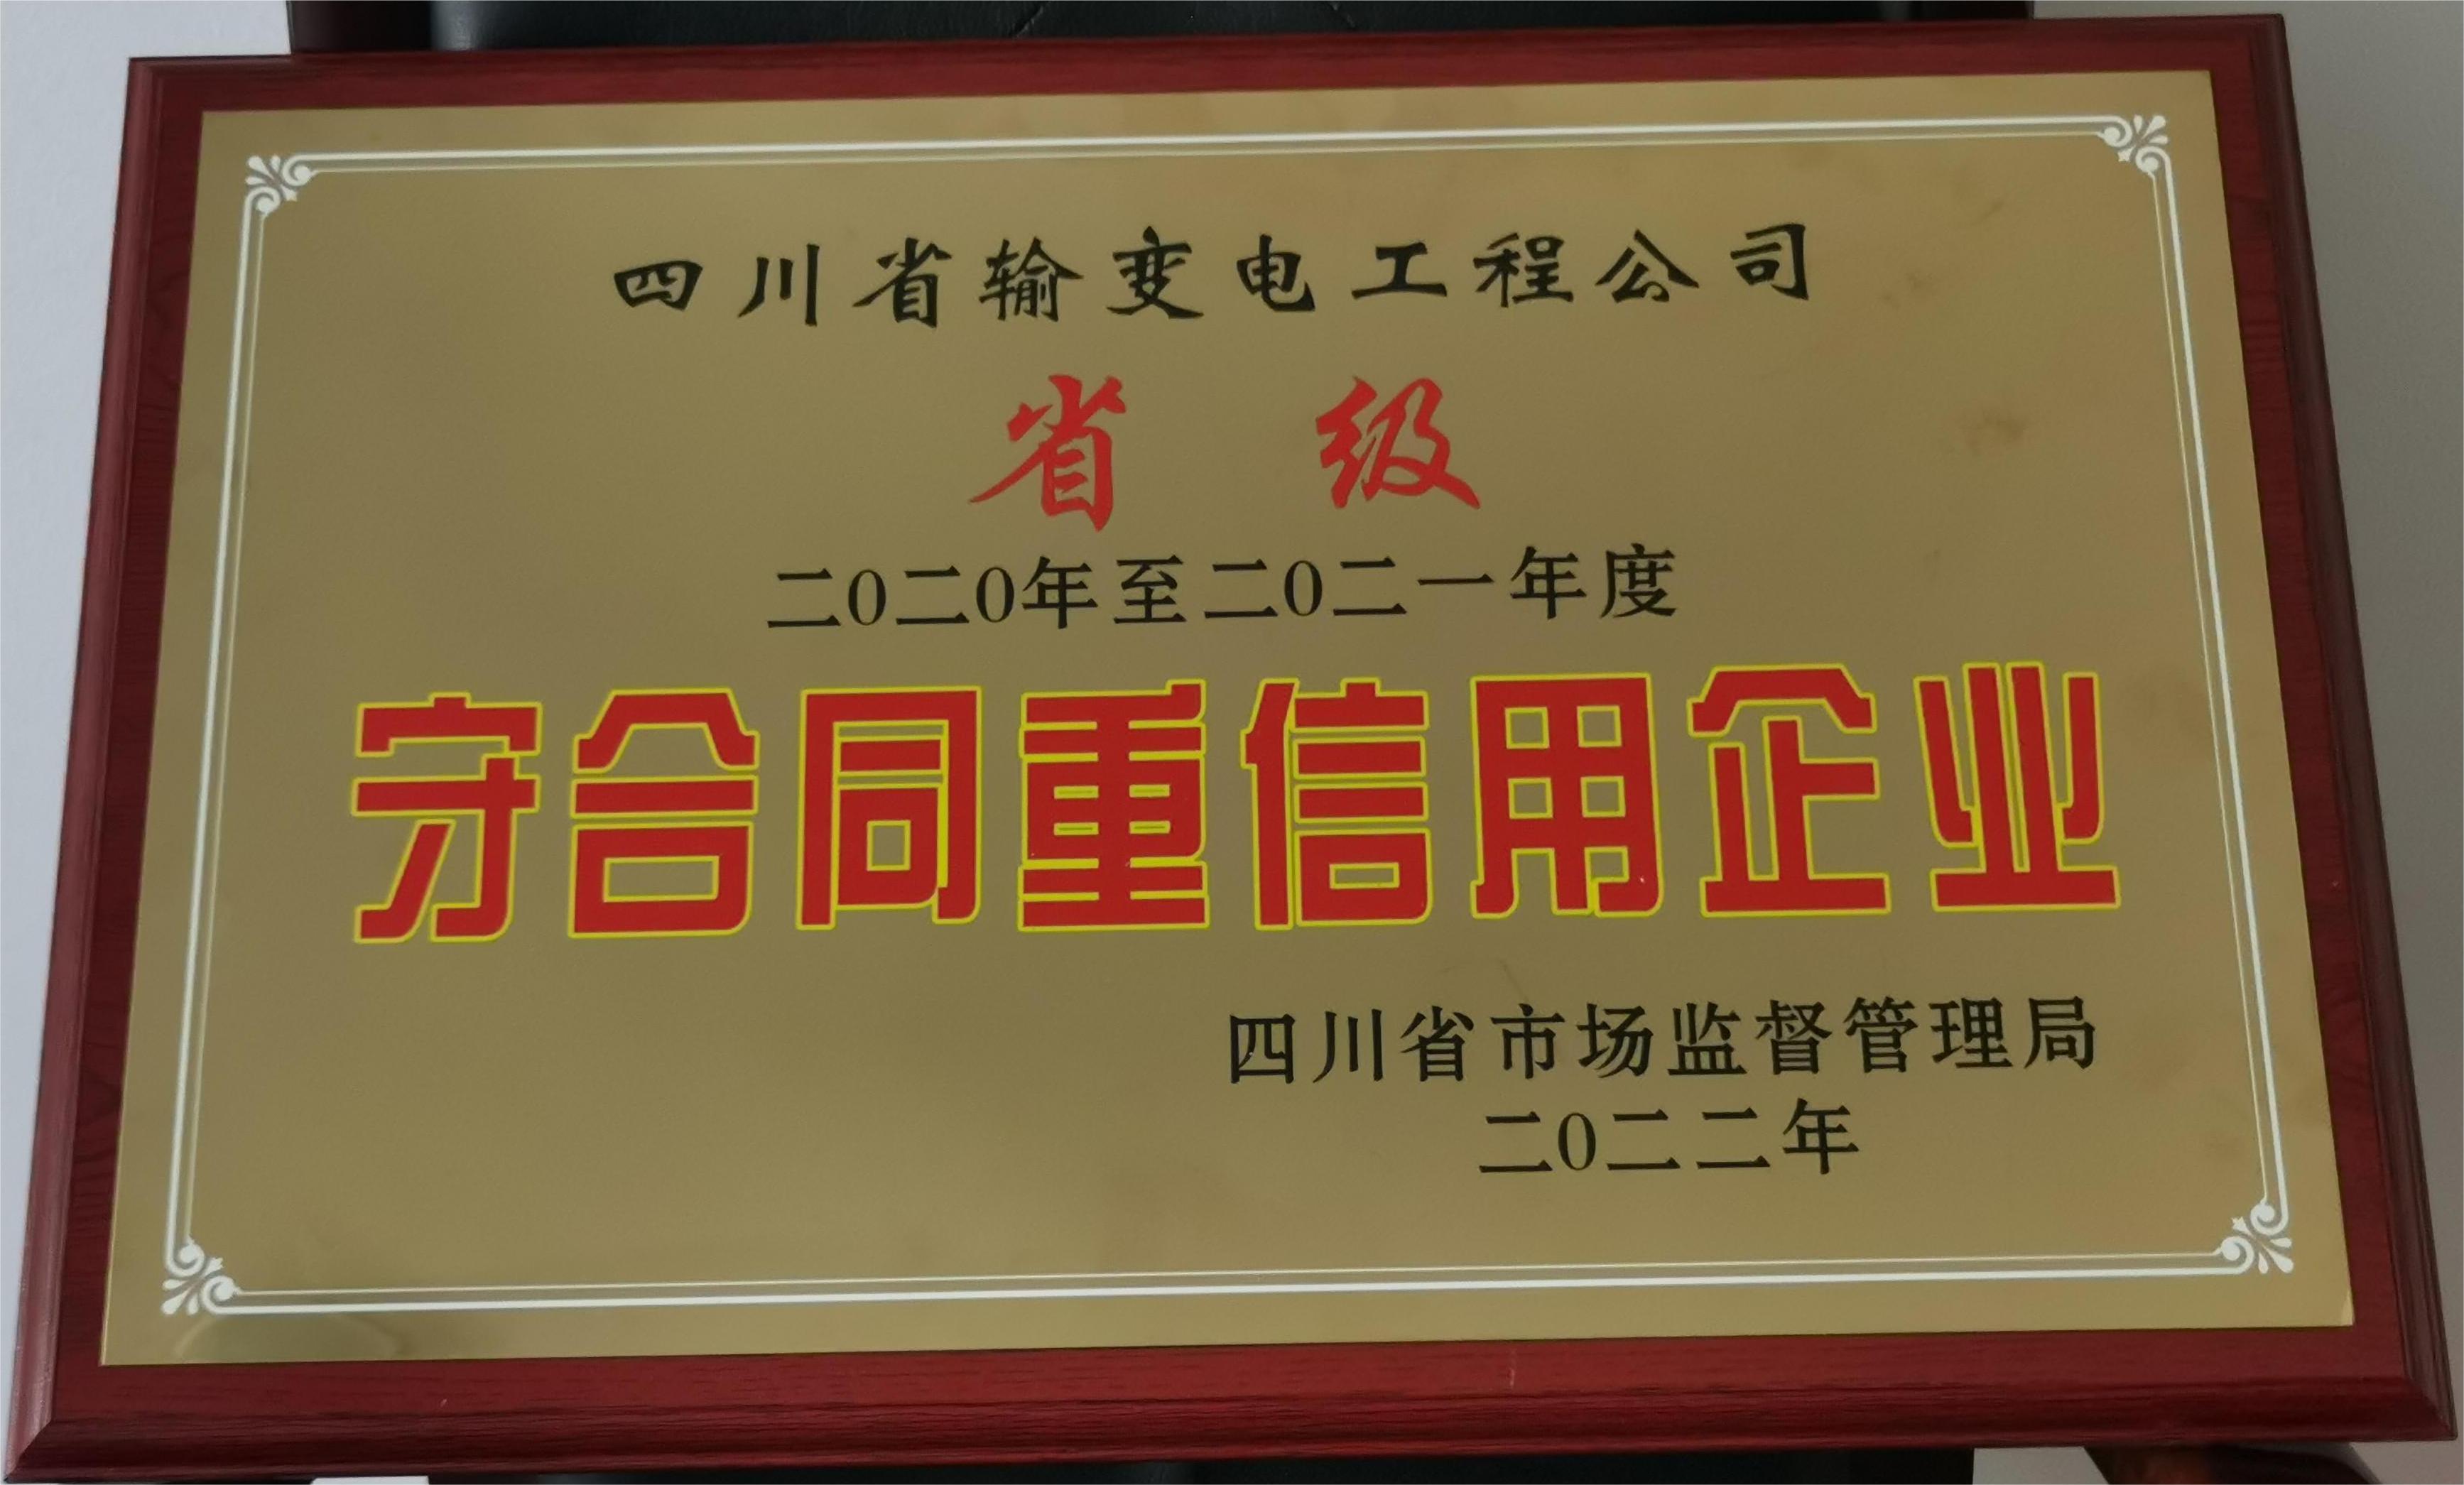 四川省输变电工程公司
省级
二0二0年至二0二一年度
守合同重信用企业
四川省市场监督管理局
二0二二年